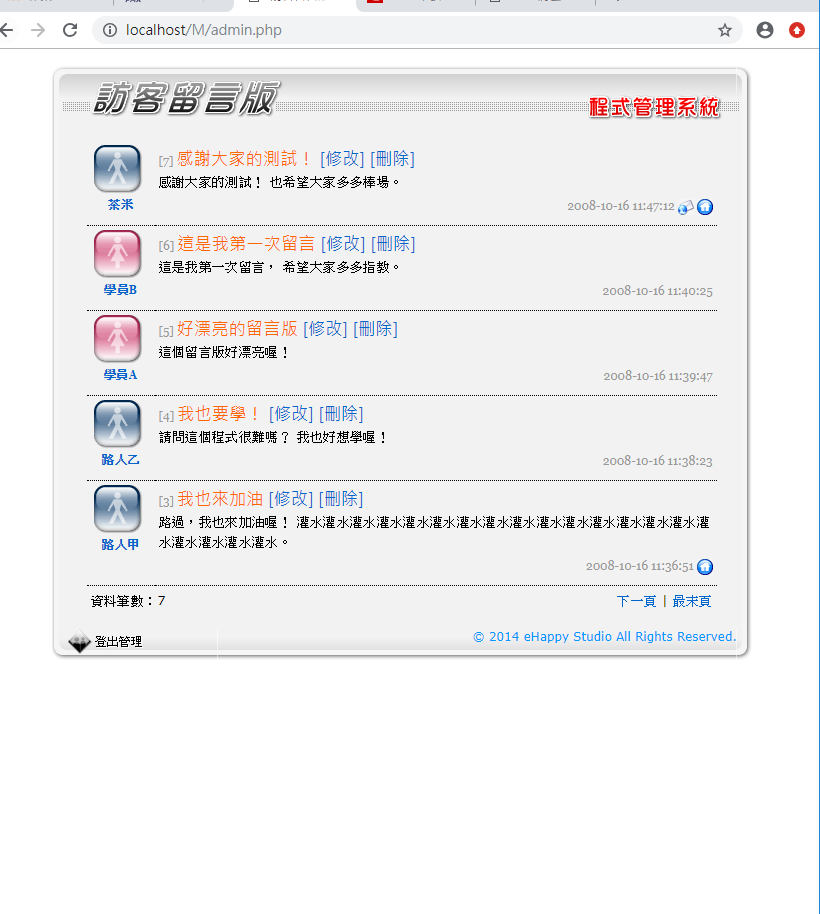 localhost/M/admin.php
訪客留言版
程式管理系統
[7] 感謝大家的測試！ [修改] [刪除]
感謝大家的測試！ 也希望大家多多棒場。
茶米
2008-10-16 11:47:12
[6] 這是我第一次留言 [修改] [刪除]
這是我第一次留言， 希望大家多多指教。
學員B
2008-10-16 11:40:25
[5] 好漂亮的留言版 [修改] [刪除]
這個留言版好漂亮喔！
學員A
2008-10-16 11:39:47
[4] 我也要學！ [修改] [刪除]
請問這個程式很難嗎？ 我也好想學喔！
路人乙
2008-10-16 11:38:23
[3] 我也來加油 [修改] [刪除]
路過，我也來加油喔！ 灌水灌水灌水灌水灌水灌水灌水灌水灌水灌水灌水灌水灌水灌水灌水灌
水灌水灌水灌水灌水。
路人甲
2008-10-16 11:36:51
資料筆數：7
下一頁 | 最末頁
登出管理
© 2014 eHappy Studio All Rights Reserved.